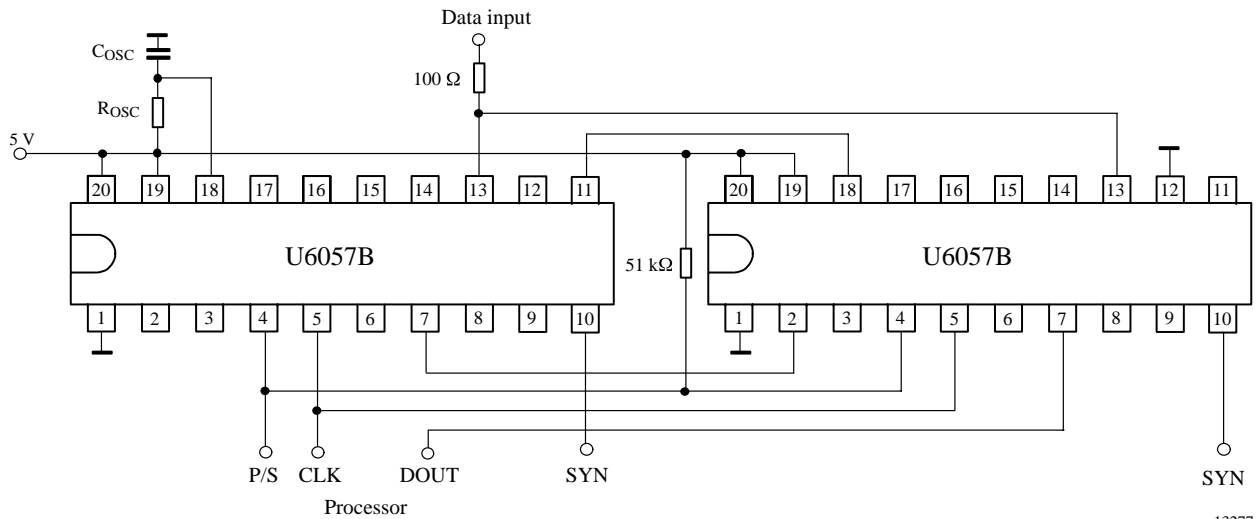 Data input
C_OSC
100 Ω
R_OSC
5 V
20 19 18 17 16 15 14 13 12 11
20 19 18 17 16 15 14 13 12 11
U6057B
51 kΩ
U6057B
1 2 3 4 5 6 7 8 9 10
1 2 3 4 5 6 7 8 9 10
P/S CLK DOUT SYN
SYN
Processor